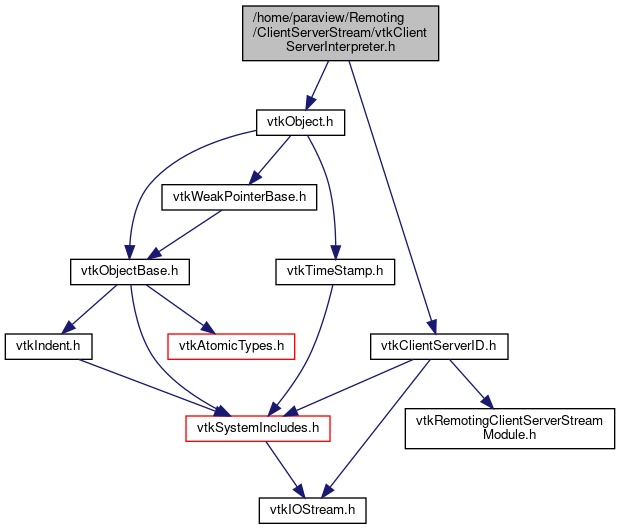 /home/paraview/Remoting
/ClientServerStream/vtkClient
ServerInterpreter.h
vtkObject.h
vtkWeakPointerBase.h
vtkObjectBase.h
vtkTimeStamp.h
vtkIndent.h
vtkAtomicTypes.h
vtkClientServerID.h
vtkSystemIncludes.h
vtkRemotingClientServerStream
Module.h
vtkIOStream.h